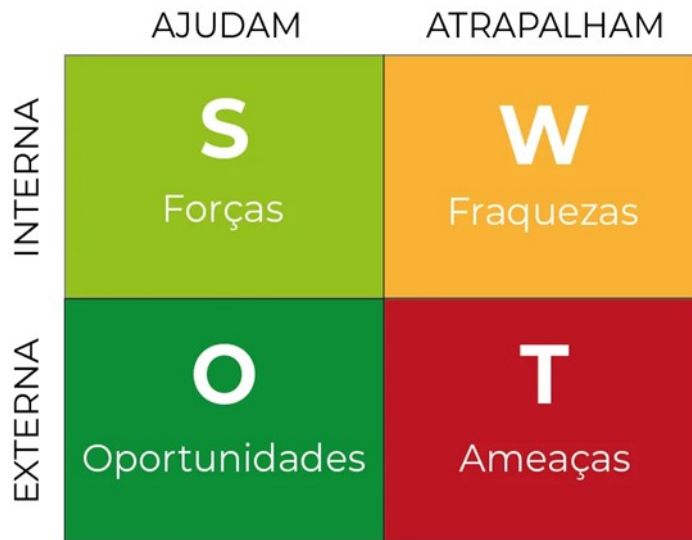 AJUDAM ATRAPALHAM
INTERNA
S
Forças
W
Fraquezas
EXTERNA
O
Oportunidades
T
Ameaças